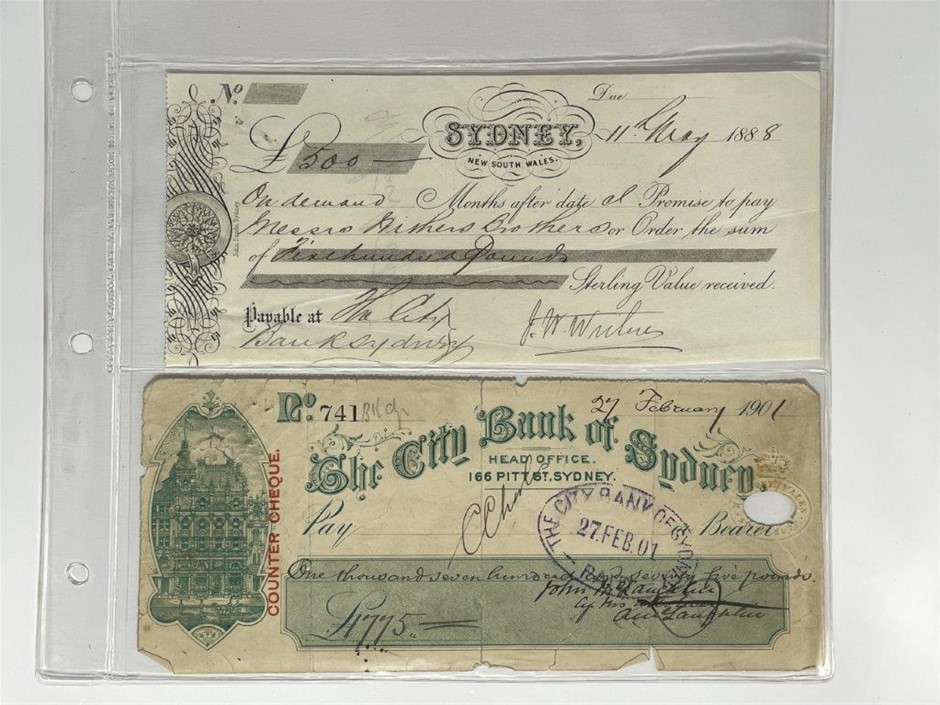 No.
Due
SYDNEY, 11th May 1888
NEW SOUTH WALES.
£500
On demand Months after date I Promise to pay
Messrs Brothers or Order the sum
of Five hundred Pounds
Sterling Value received.
Payable at The City
Bank Sydney
No. 741
27 February 1901
The City Bank of Sydney.
HEAD OFFICE.
166 PITT ST, SYDNEY.
COUNTER CHEQUE.
Pay or Bearer
THE CITY BANK OF SYDNEY
27.FEB.01
One thousand seven hundred and seventy five pounds.
John
£1775